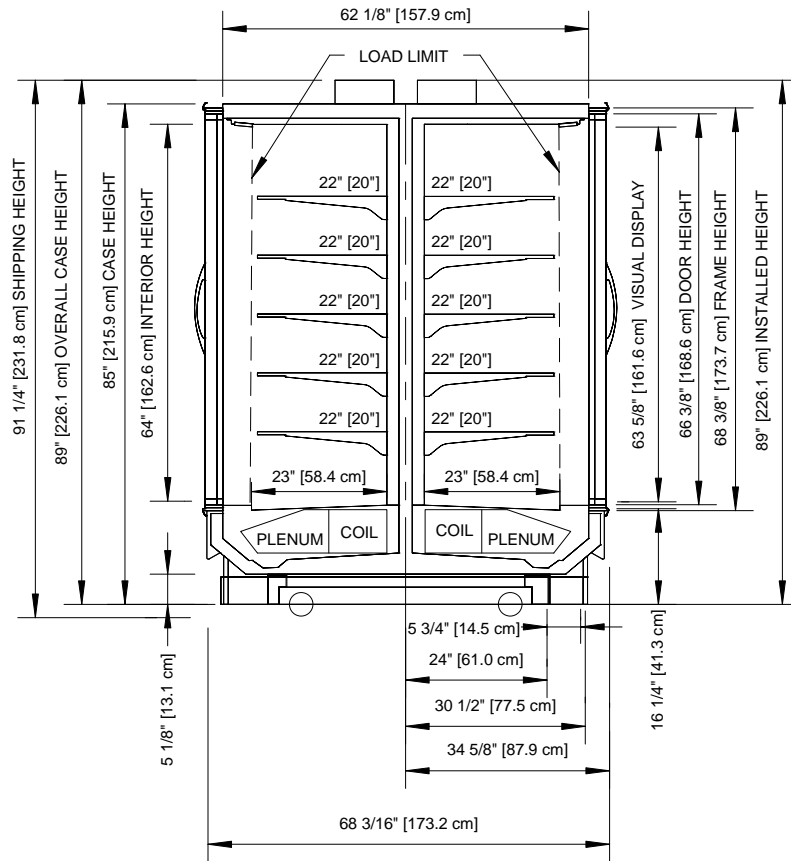 62 1/8" [157.9 cm]
LOAD LIMIT
91 1/4" [231.8 cm] SHIPPING HEIGHT
89" [226.1 cm] OVERALL CASE HEIGHT
85" [215.9 cm] CASE HEIGHT
64" [162.6 cm] INTERIOR HEIGHT
22" [20"] 22" [20"]
22" [20"] 22" [20"]
22" [20"] 22" [20"]
22" [20"] 22" [20"]
22" [20"] 22" [20"]
23" [58.4 cm] 23" [58.4 cm]
PLENUM COIL COIL PLENUM
63 5/8" [161.6 cm] VISUAL DISPLAY
66 3/8" [168.6 cm] DOOR HEIGHT
68 3/8" [173.7 cm] FRAME HEIGHT
89" [226.1 cm] INSTALLED HEIGHT
5 1/8" [13.1 cm]
5 3/4" [14.5 cm]
24" [61.0 cm]
30 1/2" [77.5 cm]
34 5/8" [87.9 cm]
16 1/4" [41.3 cm]
68 3/16" [173.2 cm]